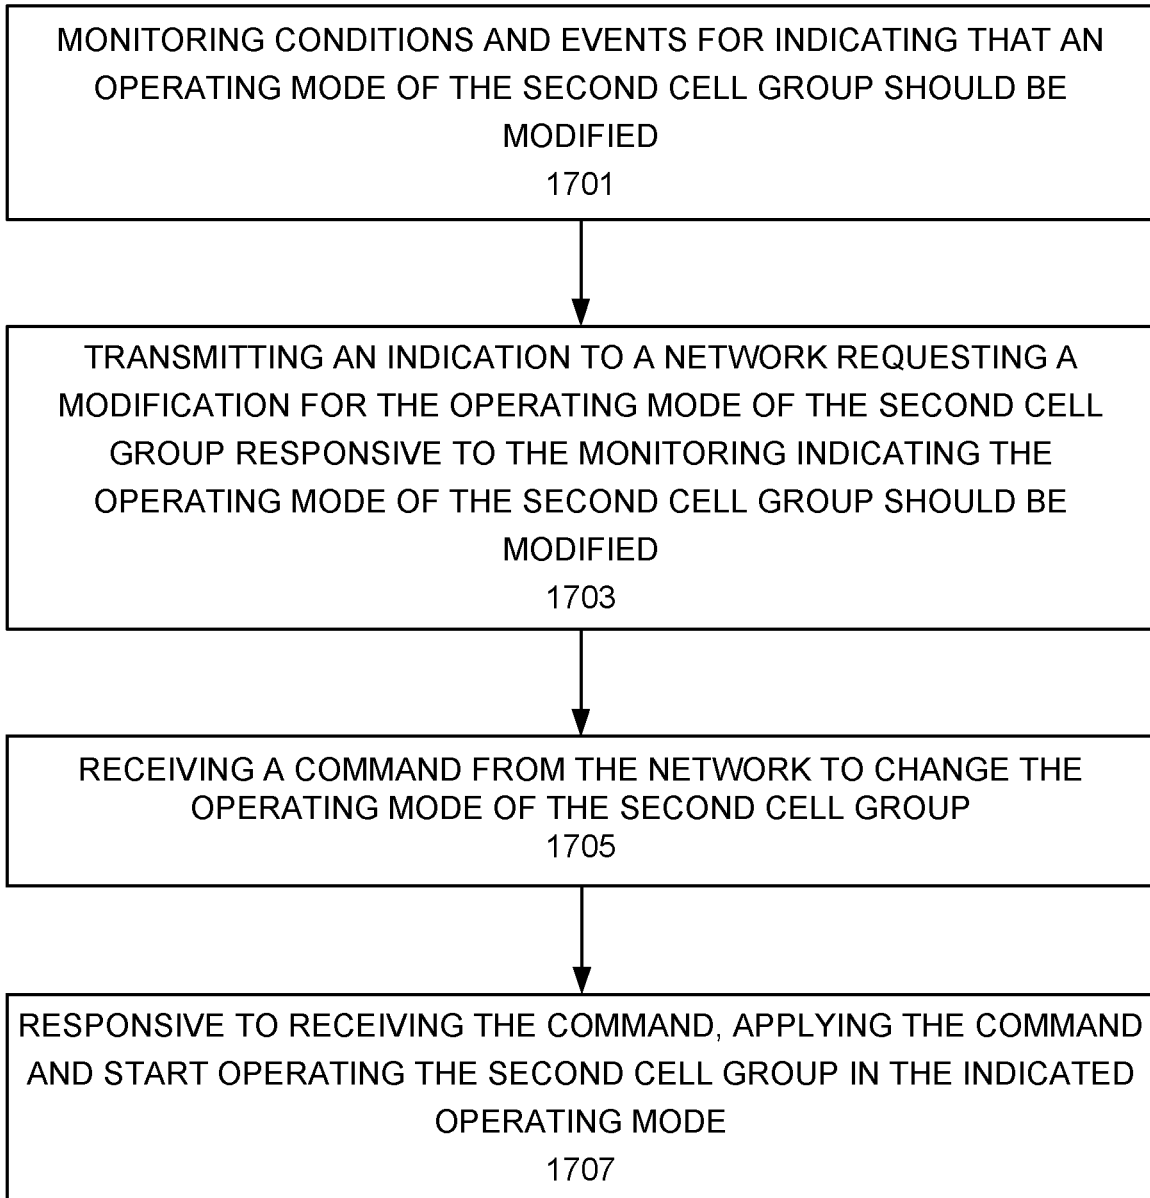 MONITORING CONDITIONS AND EVENTS FOR INDICATING THAT AN
OPERATING MODE OF THE SECOND CELL GROUP SHOULD BE
MODIFIED
1701
TRANSMITTING AN INDICATION TO A NETWORK REQUESTING A
MODIFICATION FOR THE OPERATING MODE OF THE SECOND CELL
GROUP RESPONSIVE TO THE MONITORING INDICATING THE
OPERATING MODE OF THE SECOND CELL GROUP SHOULD BE
MODIFIED
1703
RECEIVING A COMMAND FROM THE NETWORK TO CHANGE THE
OPERATING MODE OF THE SECOND CELL GROUP
1705
RESPONSIVE TO RECEIVING THE COMMAND, APPLYING THE COMMAND
AND START OPERATING THE SECOND CELL GROUP IN THE INDICATED
OPERATING MODE
1707